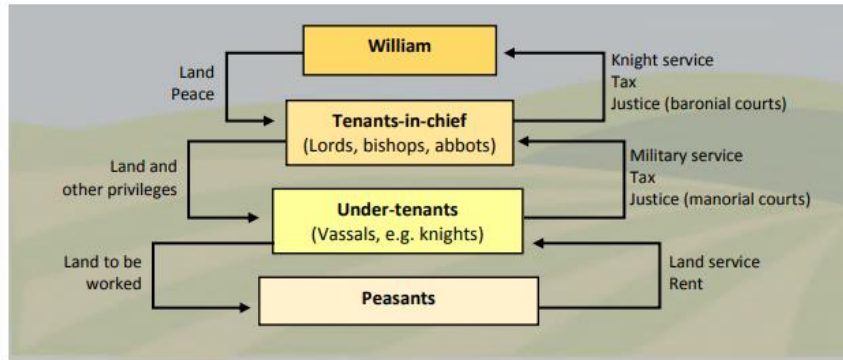 William
Land
Peace
Knight service
Tax
Justice (baronial courts)
Tenants-in-chief
(Lords, bishops, abbots)
Land and
other privileges
Military service
Tax
Justice (manorial courts)
Under-tenants
(Vassals, e.g. knights)
Land to be
worked
Land service
Rent
Peasants